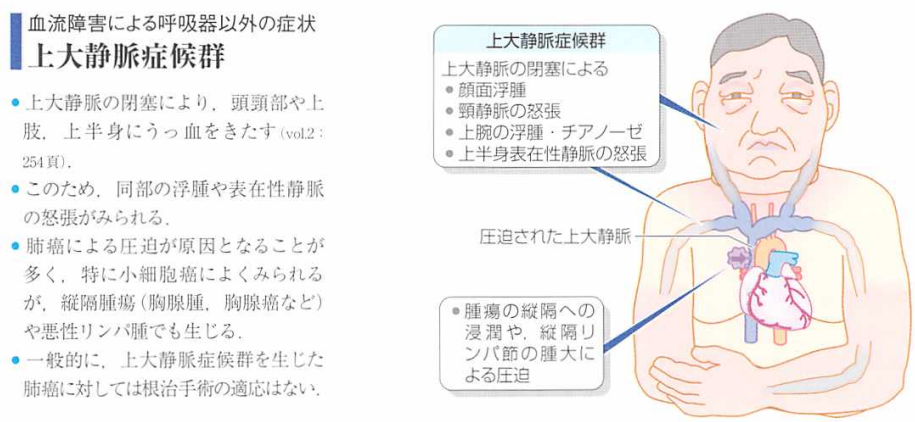 血流障害による呼吸器以外の症状
上大静脈症候群
● 上大静脈の閉塞により，頭頸部や上
肢，上半身にうっ血をきたす(vol.2：
254頁)．
● このため，同部の浮腫や表在性静脈
の怒張がみられる．
● 肺癌による圧迫が原因となることが
多く，特に小細胞癌によくみられる
が，縦隔腫瘍(胸腺腫，胸腺癌など)
や悪性リンパ腫でも生じる．
● 一般的に，上大静脈症候群を生じた
肺癌に対しては根治手術の適応はない．
上大静脈症候群
上大静脈の閉塞による
● 顔面浮腫
● 頸静脈の怒張
● 上腕の浮腫・チアノーゼ
● 上半身表在性静脈の怒張
圧迫された上大静脈
● 腫瘍の縦隔への
浸潤や，縦隔リ
ンパ節の腫大に
よる圧迫